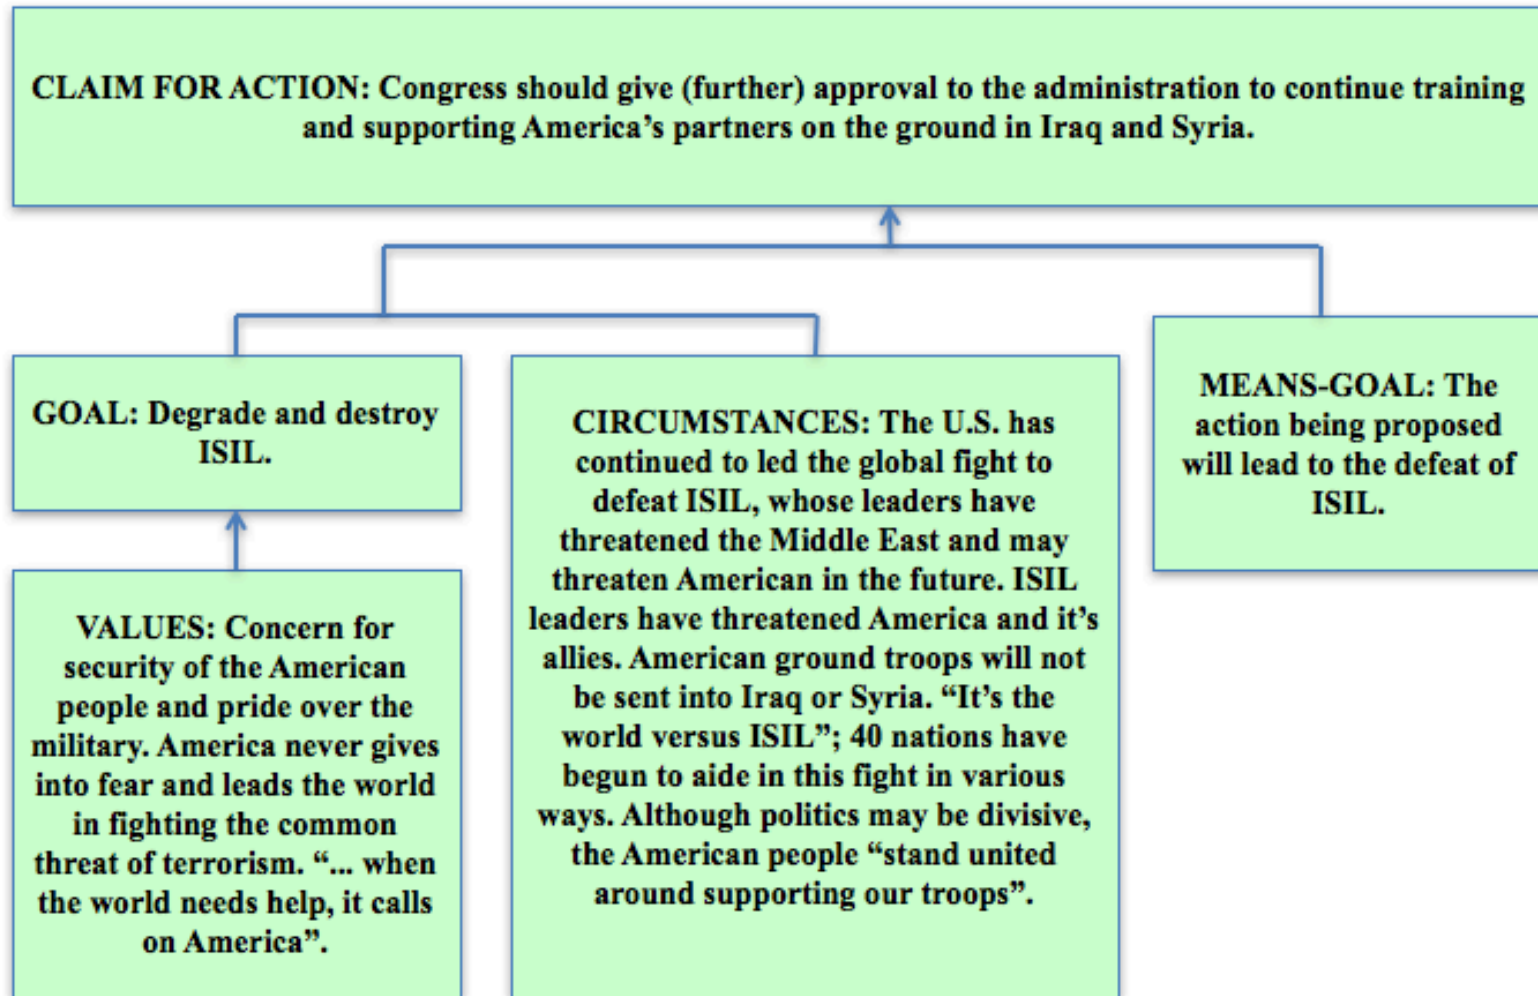 CLAIM FOR ACTION: Congress should give (further) approval to the administration to continue training
and supporting America’s partners on the ground in Iraq and Syria.
GOAL: Degrade and destroy
ISIL.
VALUES: Concern for
security of the American
people and pride over the
military. America never gives
into fear and leads the world
in fighting the common
threat of terrorism. “... when
the world needs help, it calls
on America”.
CIRCUMSTANCES: The U.S. has
continued to led the global fight to
defeat ISIL, whose leaders have
threatened the Middle East and may
threaten American in the future. ISIL
leaders have threatened America and it’s
allies. American ground troops will not
be sent into Iraq or Syria. “It’s the
world versus ISIL”; 40 nations have
begun to aide in this fight in various
ways. Although politics may be divisive,
the American people “stand united
around supporting our troops”.
MEANS-GOAL: The
action being proposed
will lead to the defeat of
ISIL.